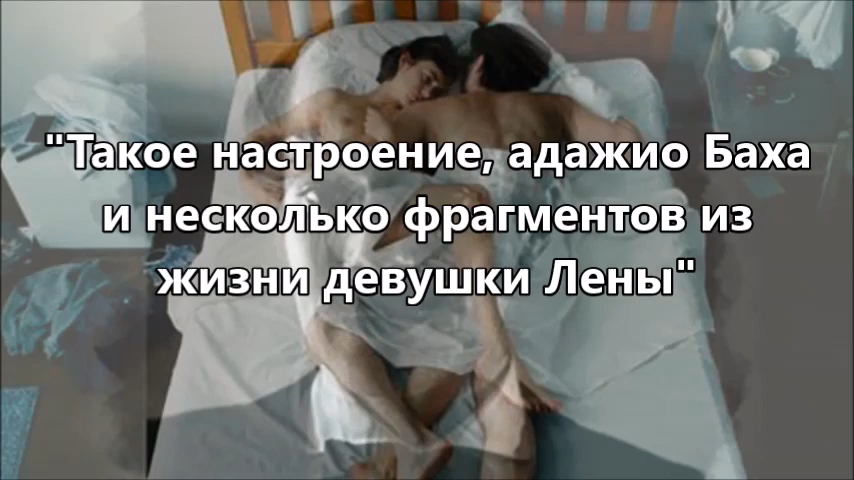 "Такое настроение, адажио Баха
и несколько фрагментов из
жизни девушки Лены"